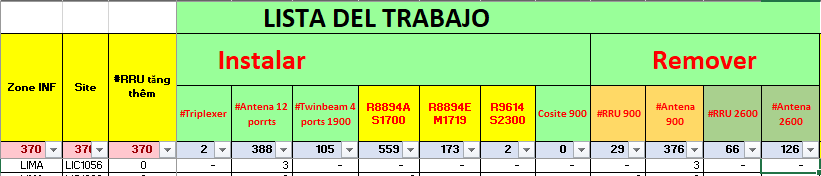 LISTA DEL TRABAJO
Instalar
Remover
Zone INF
Site
#RRU tăng
thêm
#Triplexer
#Antena 12
porrts
#Twinbeam 4
ports 1900
R8894A
S1700
R8894E
M1719
R9614
S2300
Cosite 900
#RRU 900
#Antena
900
#RRU 2600
#Antena
2600
370 370 370 2 388 105 559 173 2 0 29 376 66 126
LIMA LIC1056 0 - 3 - - - - - - 3 - -